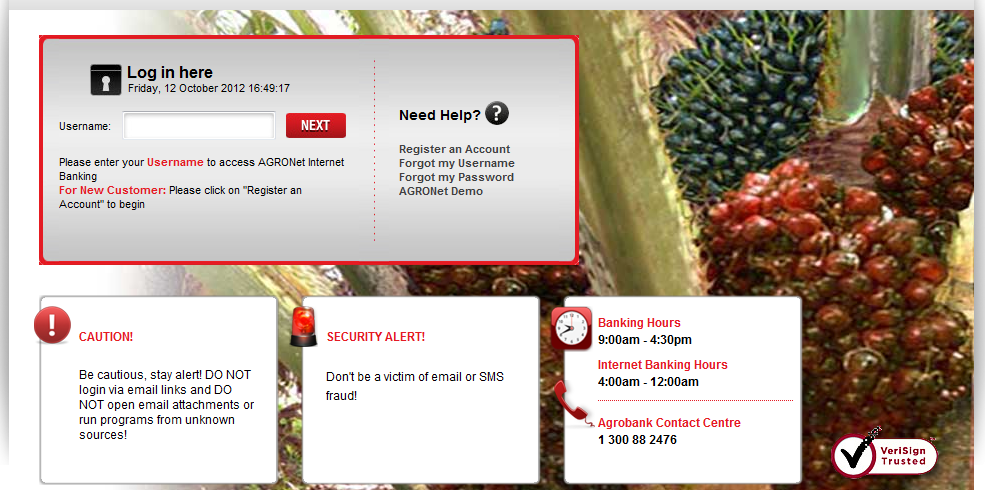 Log in here
Friday, 12 October 2012 16:49:17
Username:
NEXT
Please enter your Username to access AGRONet Internet
Banking
For New Customer: Please click on "Register an
Account" to begin
Need Help? ?
Register an Account
Forgot my Username
Forgot my Password
AGRONet Demo
!
CAUTION!
Be cautious, stay alert! DO NOT
login via email links and DO
NOT open email attachments or
run programs from unknown
sources!
SECURITY ALERT!
Don't be a victim of email or SMS
fraud!
Banking Hours
9:00am - 4:30pm
Internet Banking Hours
4:00am - 12:00am
Agrobank Contact Centre
1 300 88 2476
VeriSign
Trusted